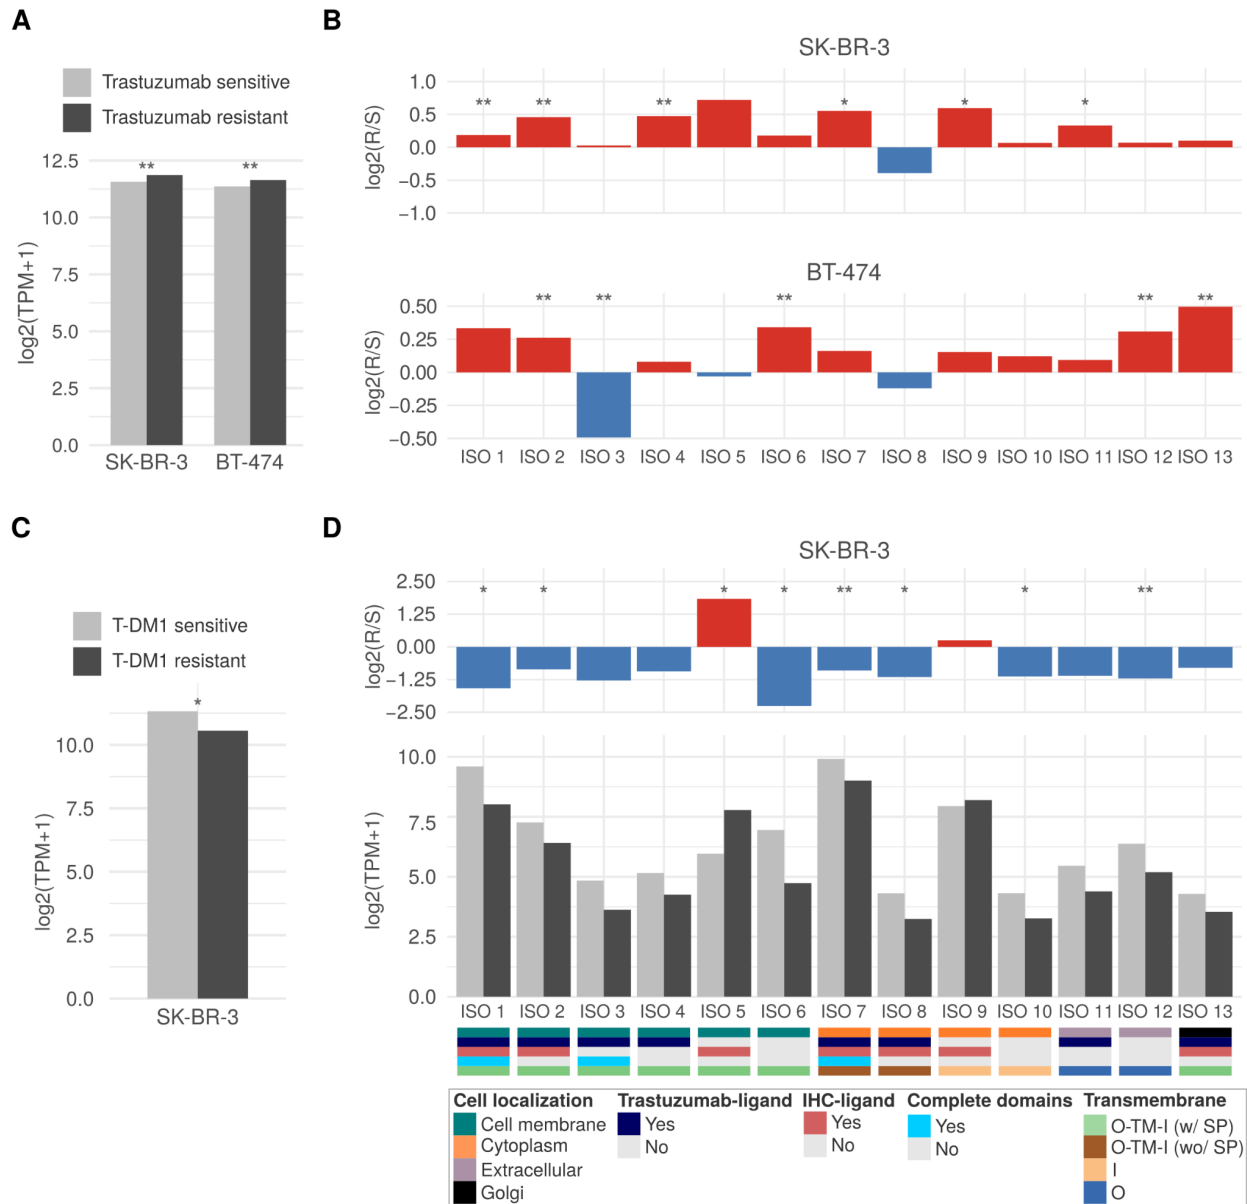 A
Trastuzumab sensitive
Trastuzumab resistant
log2(TPM+1)
12.5
10.0
7.5
5.0
2.5
0.0
** **
SK-BR-3 BT-474
B
SK-BR-3
log2(R/S)
1.0
0.5
0.0
−0.5
−1.0
** ** ** * * *
BT-474
log2(R/S)
0.50
0.25
0.00
−0.25
−0.50
** ** ** ** **
ISO 1 ISO 2 ISO 3 ISO 4 ISO 5 ISO 6 ISO 7 ISO 8 ISO 9 ISO 10 ISO 11 ISO 12 ISO 13
C
T-DM1 sensitive
T-DM1 resistant
log2(TPM+1)
*
10.0
7.5
5.0
2.5
0.0
SK-BR-3
D
SK-BR-3
log2(R/S)
2.50
1.25
0.00
−1.25
−2.50
* * * * ** * * **
log2(TPM+1)
10.0
7.5
5.0
2.5
0.0
ISO 1 ISO 2 ISO 3 ISO 4 ISO 5 ISO 6 ISO 7 ISO 8 ISO 9 ISO 10 ISO 11 ISO 12 ISO 13
Cell localization
Cell membrane
Cytoplasm
Extracellular
Golgi
Trastuzumab-ligand
Yes
No
IHC-ligand
Yes
No
Complete domains
Yes
No
Transmembrane
O-TM-I (w/ SP)
O-TM-I (wo/ SP)
I
O